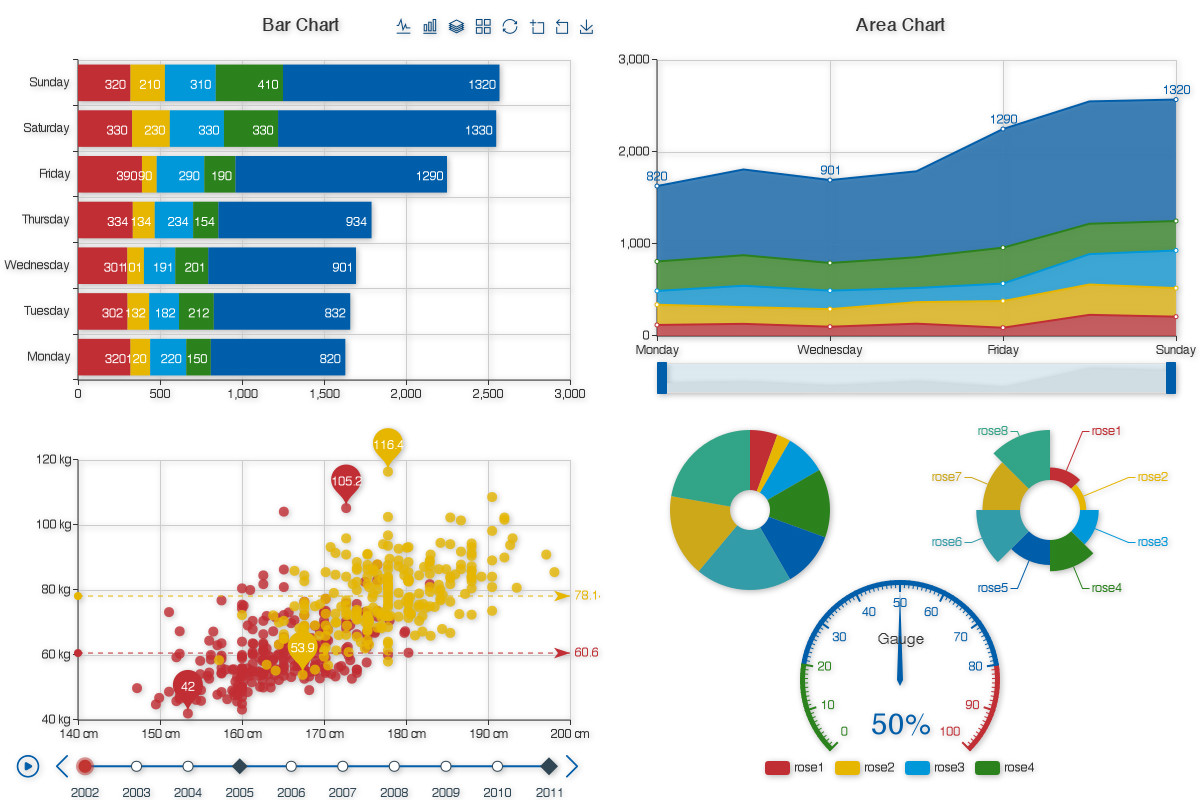 Bar Chart
Sunday 320 210 310 410 1320
Saturday 330 230 330 330 1330
Friday 390 90 290 190 1290
Thursday 334 134 234 154 934
Wednesday 301 101 191 201 901
Tuesday 302 132 182 212 832
Monday 320 120 220 150 820
0 500 1,000 1,500 2,000 2,500 3,000
Area Chart
3,000
2,000
1,000
0
820 901 1290 1320
Monday Wednesday Friday Sunday
116.4
105.2
120 kg
100 kg
80 kg
78.1
60 kg
60.6
53.9
42
40 kg
140 cm 150 cm 160 cm 170 cm 180 cm 190 cm 200 cm
2002 2003 2004 2005 2006 2007 2008 2009 2010 2011
rose8 rose1
rose7 rose2
rose6 rose3
rose5 rose4
0 10 20 30 40 50 60 70 80 90 100
Gauge
50%
rose1 rose2 rose3 rose4